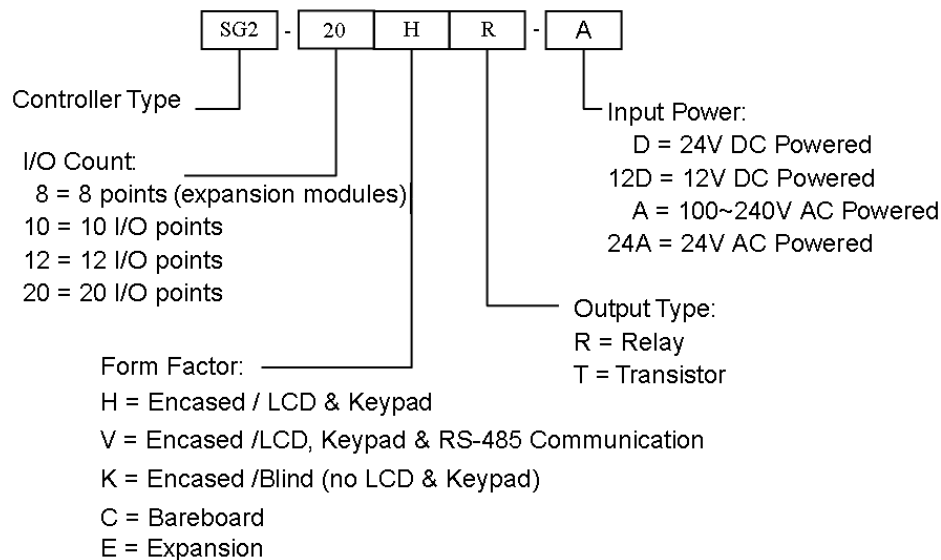 SG2 - 20 H R - A
Controller Type
Input Power:
D = 24V DC Powered
12D = 12V DC Powered
A = 100~240V AC Powered
24A = 24V AC Powered
I/O Count:
8 = 8 points (expansion modules)
10 = 10 I/O points
12 = 12 I/O points
20 = 20 I/O points
Output Type:
R = Relay
T = Transistor
Form Factor:
H = Encased / LCD & Keypad
V = Encased /LCD, Keypad & RS-485 Communication
K = Encased /Blind (no LCD & Keypad)
C = Bareboard
E = Expansion